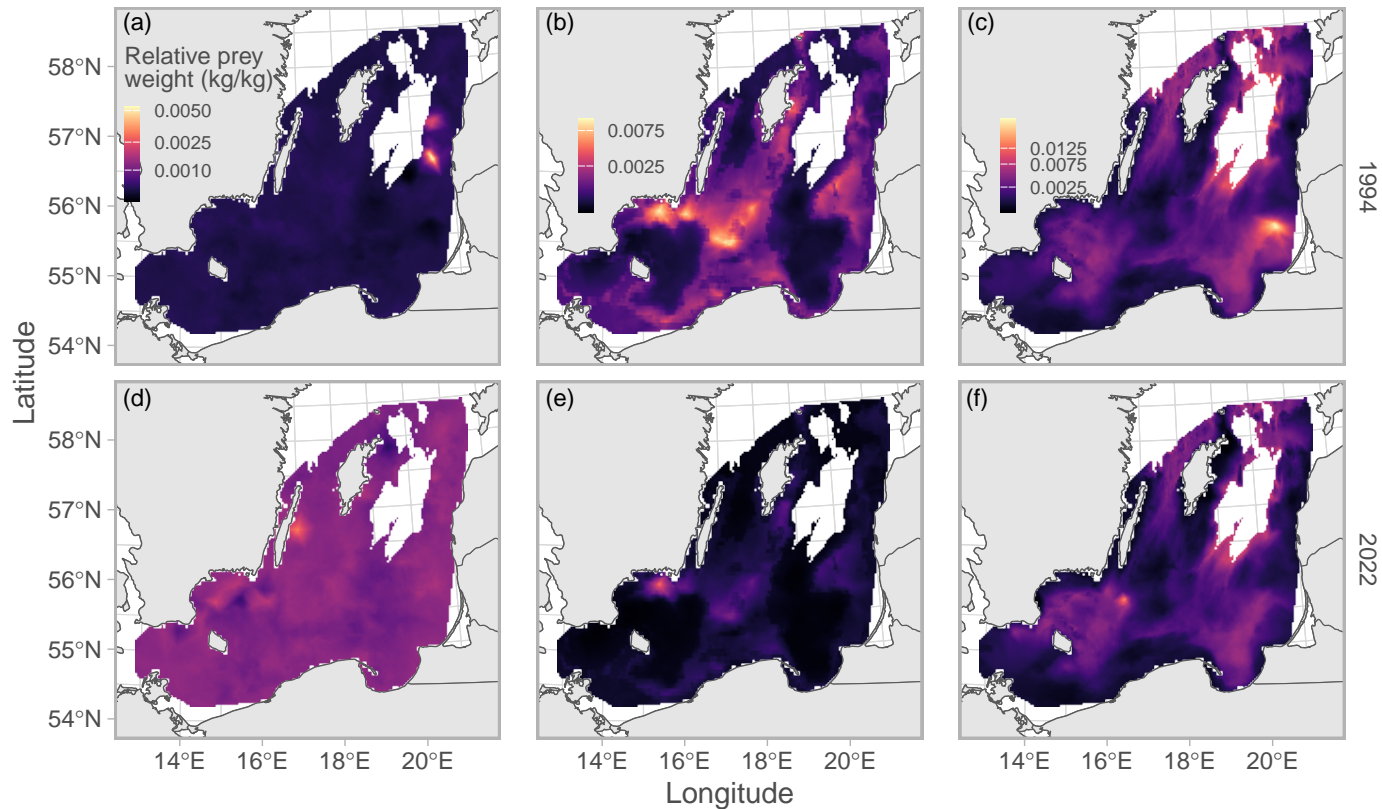 (a)
Relative prey
weight (kg/kg)
0.0050
0.0025
0.0010
(b)
0.0075
0.0025
(c)
0.0125
0.0075
0.0025
1994
58°N
57°N
56°N
55°N
54°N
Latitude
(d)
(e)
(f)
2022
58°N
57°N
56°N
55°N
54°N
14°E 16°E 18°E 20°E
14°E 16°E 18°E 20°E
14°E 16°E 18°E 20°E
Longitude